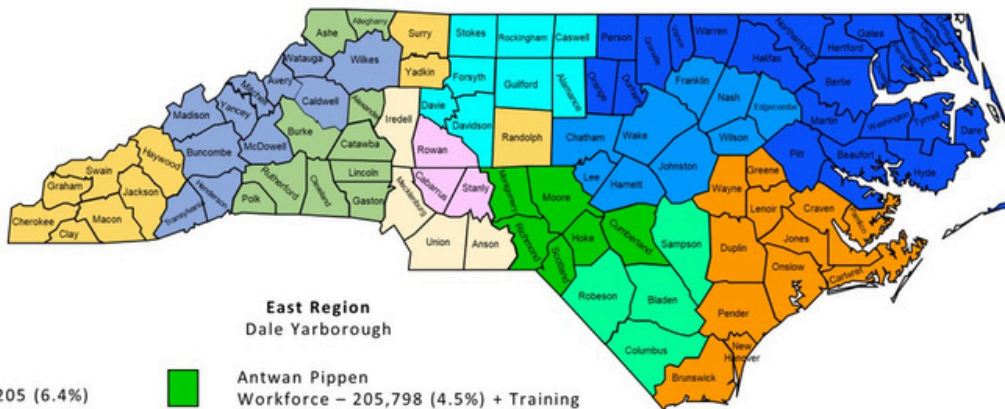 Alleghany
Ashe
Surry
Stokes
Rockingham
Caswell
Person
Granville
Vance
Warren
Northampton
Gates
Hertford
Halifax
Watauga
Wilkes
Yadkin
Forsyth
Guilford
Alamance
Orange
Durham
Franklin
Bertie
Avery
Mitchell
Caldwell
Alexander
Iredell
Davie
Nash
Edgecombe
Madison
Yancey
Burke
Catawba
Davidson
Randolph
Chatham
Wake
Martin
Washington
Tyrrell
Dare
Haywood
Buncombe
McDowell
Rowan
Wilson
Pitt
Beaufort
Hyde
Swain
Rutherford
Cleveland
Lincoln
Cabarrus
Stanly
Montgomery
Moore
Lee
Harnett
Johnston
Greene
Wayne
Graham
Jackson
Henderson
Transylvania
Polk
Gaston
Mecklenburg
Lenoir
Craven
Pamlico
Cherokee
Macon
Clay
Union
Anson
Richmond
Scotland
Hoke
Cumberland
Sampson
Duplin
Jones
Onslow
Carteret
Robeson
Bladen
Pender
Columbus
New
Hanover
Brunswick
East Region
Dale Yarborough
Antwan Pippen
205 (6.4%)
Workforce – 205,798 (4.5%) + Training